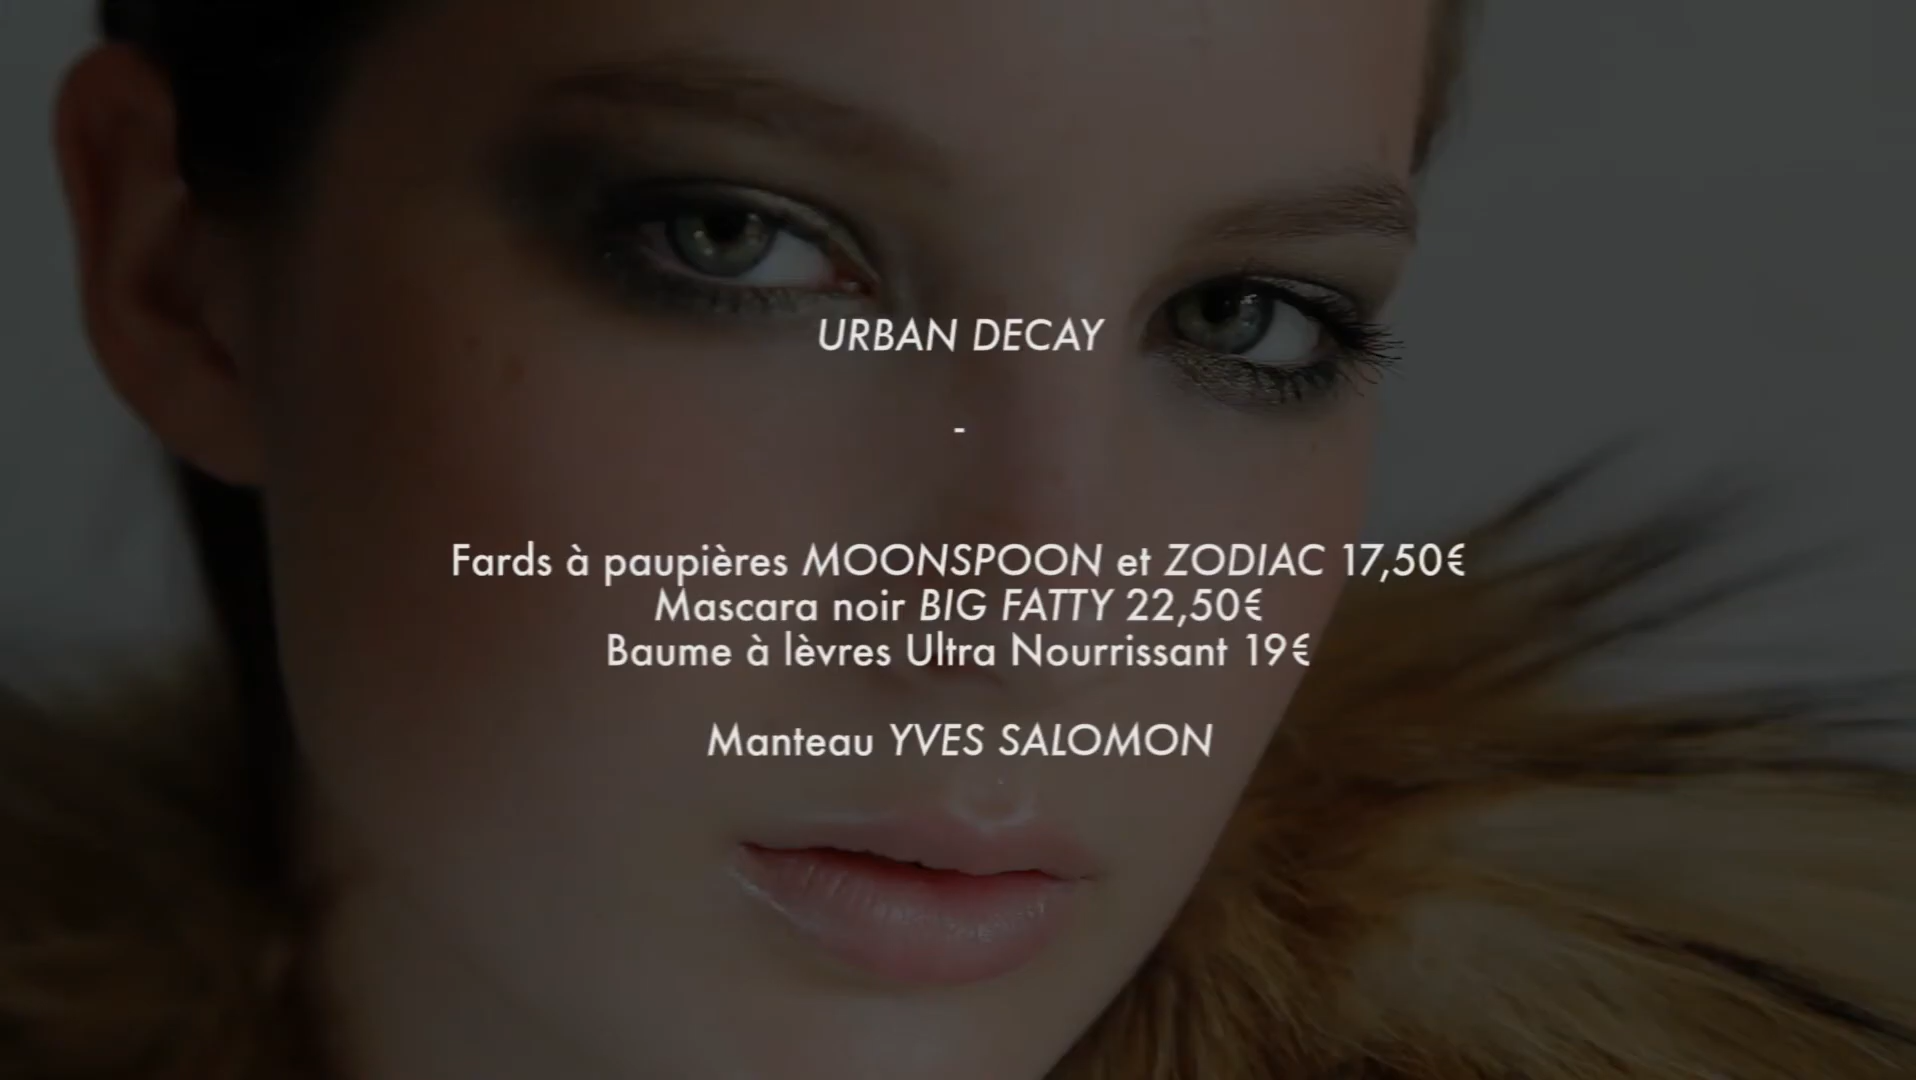 URBAN DECAY
-
Fards à paupières MOONSPOON et ZODIAC 17,50€
Mascara noir BIG FATTY 22,50€
Baume à lèvres Ultra Nourrissant 19€
Manteau YVES SALOMON